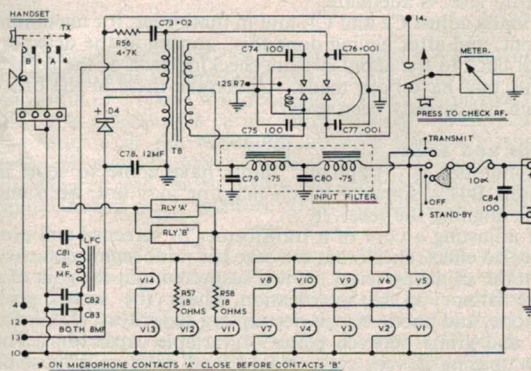 HANDSET
TX
B
A
C73 ·02
R56
4·7K
D4
C78. 12MF
T8
C74 100
C76 ·001
12SR7
C75 100
C77 ·001
14.
METER.
PRESS TO CHECK RF.
TRANSMIT
OFF
STAND-BY
C84
100
C79 ·75
C80 ·75
INPUT FILTER
RLY 'A'
RLY 'B'
LFC
C81
8.
MF.
C82
C83
BOTH 8MF
4
12
13
10
V14
R57
18
OHMS
R58
18
OHMS
V13
V12
V11
V8
V10
V9
V6
V5
V7
V4
V3
V2
V1
* ON MICROPHONE CONTACTS 'A' CLOSE BEFORE CONTACTS 'B'